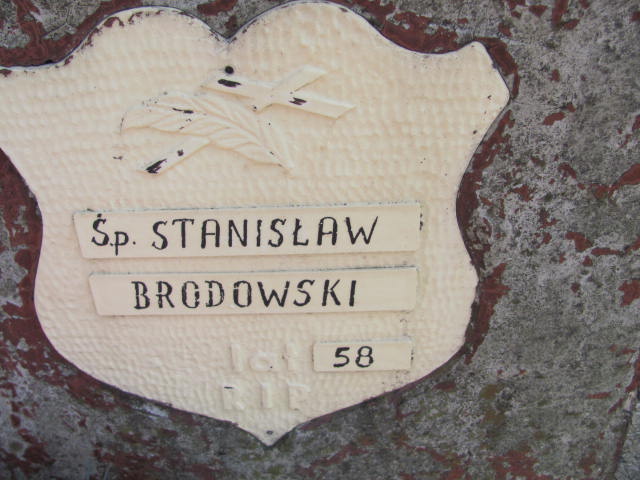 Śp. STANISŁAW
BRODOWSKI
lat 58
RIP